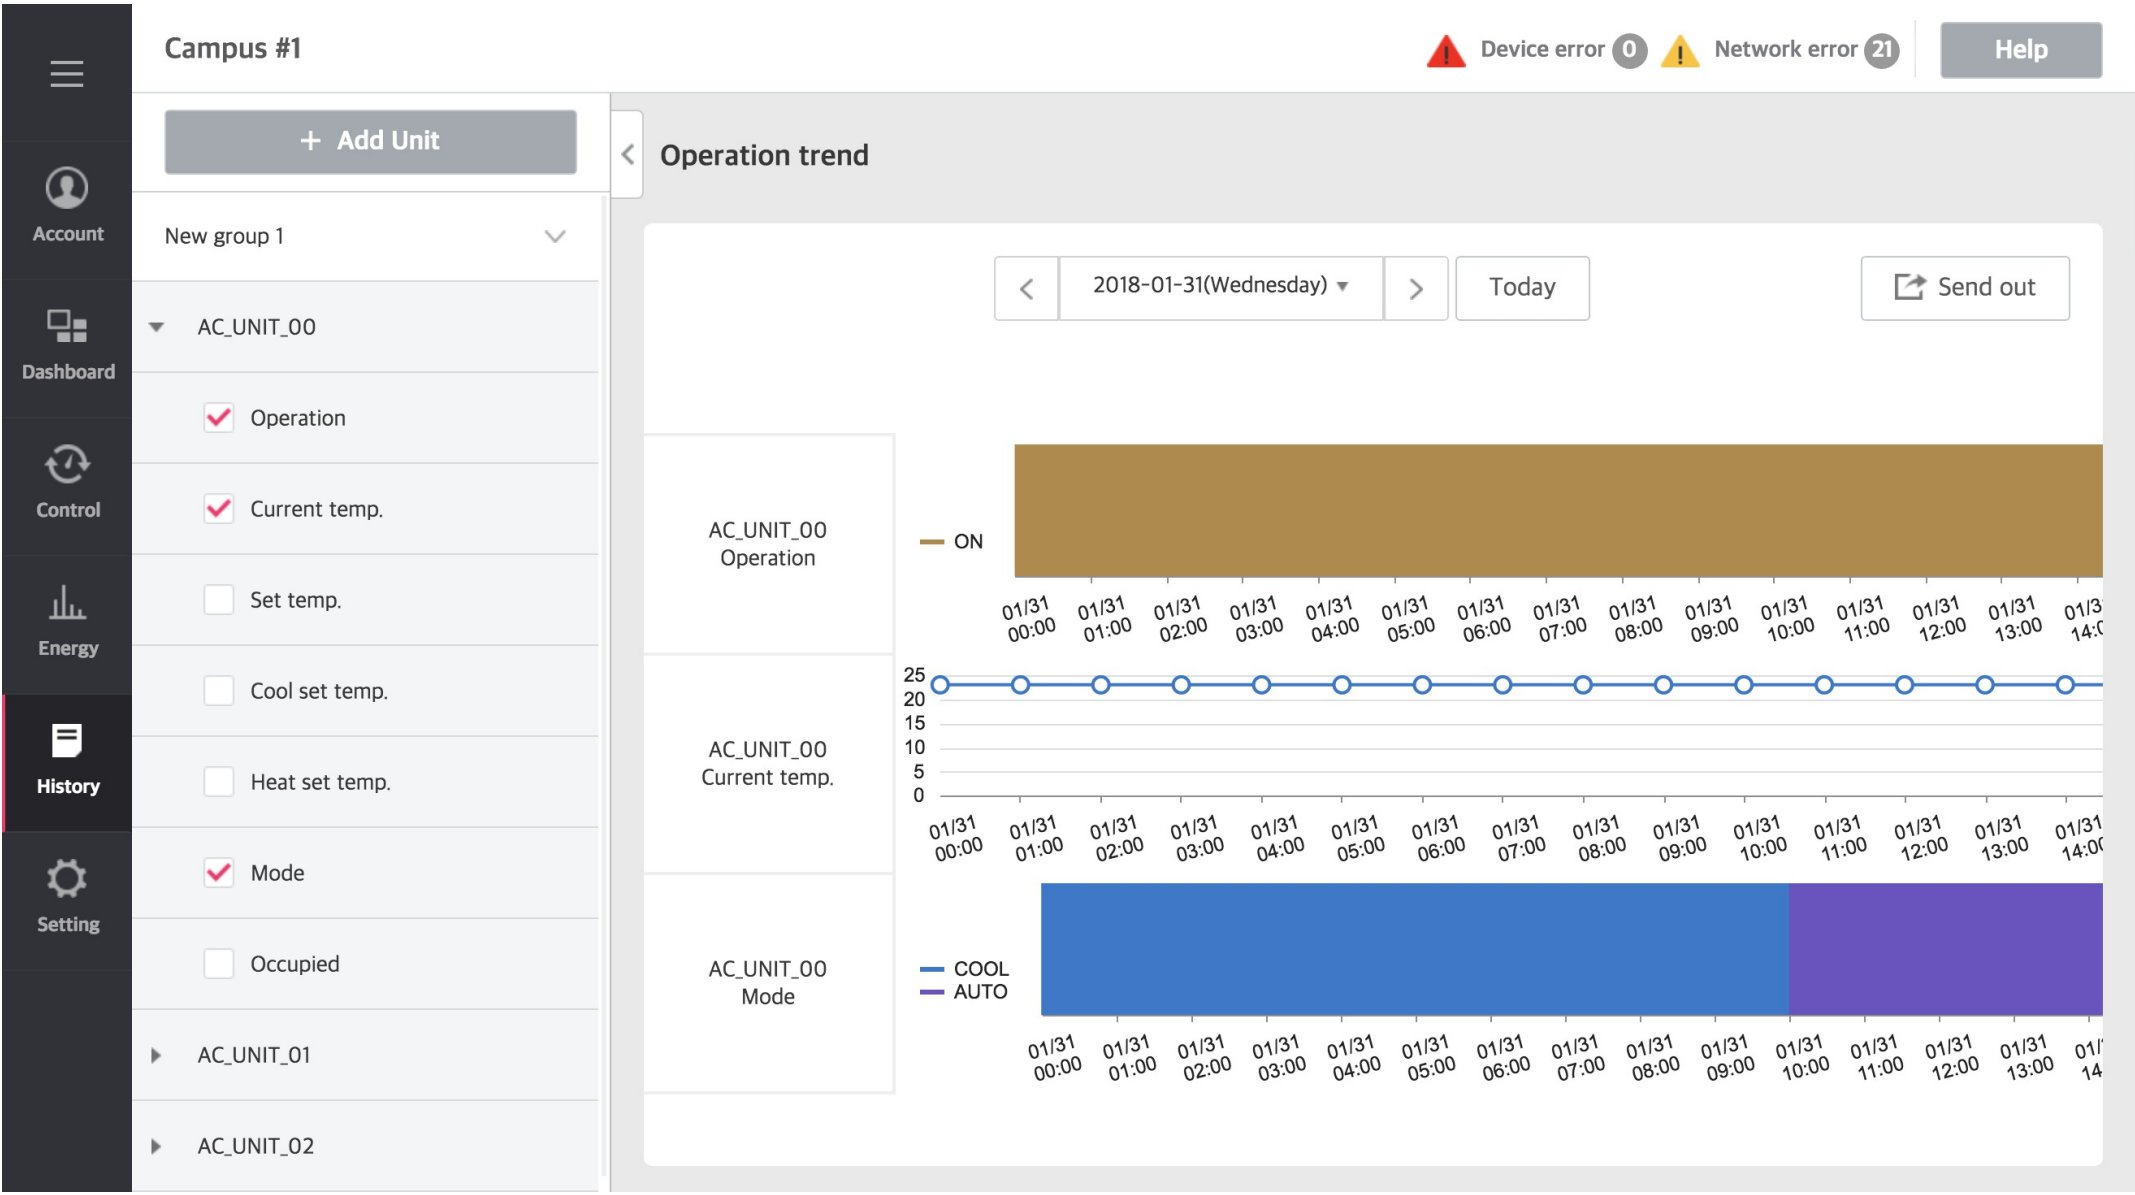 Campus #1
Device error 0
Network error 21
Help
Account
Dashboard
Control
Energy
History
Setting
+ Add Unit
New group 1
AC_UNIT_00
Operation
Current temp.
Set temp.
Cool set temp.
Heat set temp.
Mode
Occupied
AC_UNIT_01
AC_UNIT_02
Operation trend
2018-01-31(Wednesday)
Today
Send out
AC_UNIT_00
Operation
ON
01/31 01/31 01/31 01/31 01/31 01/31 01/31 01/31 01/31 01/31 01/31 01/31 01/31 01/31 01/3
00:00 01:00 02:00 03:00 04:00 05:00 06:00 07:00 08:00 09:00 10:00 11:00 12:00 13:00 14:0
AC_UNIT_00
Current temp.
25
20
15
10
5
0
01/31 01/31 01/31 01/31 01/31 01/31 01/31 01/31 01/31 01/31 01/31 01/31 01/31 01/31 01/31
00:00 01:00 02:00 03:00 04:00 05:00 06:00 07:00 08:00 09:00 10:00 11:00 12:00 13:00 14:00
AC_UNIT_00
Mode
COOL
AUTO
01/31 01/31 01/31 01/31 01/31 01/31 01/31 01/31 01/31 01/31 01/31 01/31 01/31 01/31 01/
00:00 01:00 02:00 03:00 04:00 05:00 06:00 07:00 08:00 09:00 10:00 11:00 12:00 13:00 14